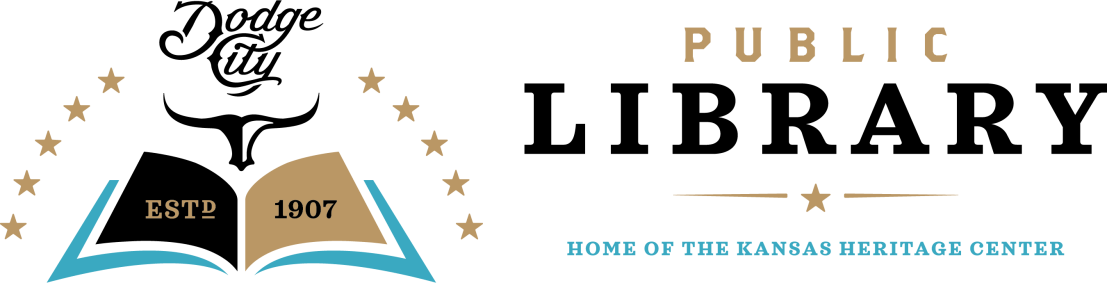 Dodge
City
ESTD 1907
PUBLIC
LIBRARY
HOME OF THE KANSAS HERITAGE CENTER